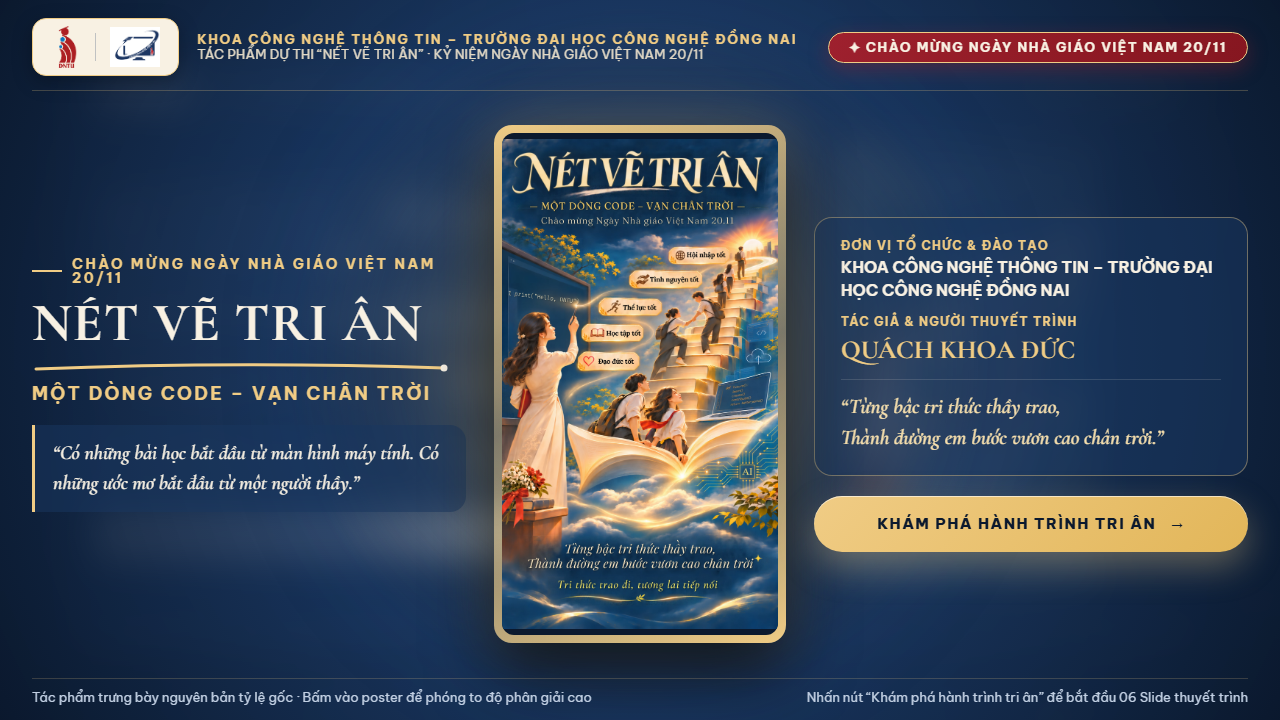 DNTU
KHOA CÔNG NGHỆ THÔNG TIN – TRƯỜNG ĐẠI HỌC CÔNG NGHỆ ĐỒNG NAI
TÁC PHẨM DỰ THI “NÉT VẼ TRI ÂN” · KỶ NIỆM NGÀY NHÀ GIÁO VIỆT NAM 20/11
✦ CHÀO MỪNG NGÀY NHÀ GIÁO VIỆT NAM 20/11
CHÀO MỪNG NGÀY NHÀ GIÁO VIỆT NAM
20/11
NÉT VẼ TRI ÂN
MỘT DÒNG CODE – VẠN CHÂN TRỜI
“Có những bài học bắt đầu từ màn hình máy tính. Có
những ước mơ bắt đầu từ một người thầy.”
NÉT VẼ TRI ÂN
— MỘT DÒNG CODE – VẠN CHÂN TRỜI —
Chào mừng Ngày Nhà giáo Việt Nam 20.11
Hội nhập tốt
Tình nguyện tốt
Thể lực tốt
Học tập tốt
Đạo đức tốt
AI
Từng bậc tri thức thầy trao,
Thành đường em bước vươn cao chân trời
Tri thức trao đi, tương lai tiếp nối
ĐƠN VỊ TỔ CHỨC & ĐÀO TẠO
KHOA CÔNG NGHỆ THÔNG TIN – TRƯỜNG ĐẠI
HỌC CÔNG NGHỆ ĐỒNG NAI
TÁC GIẢ & NGƯỜI THUYẾT TRÌNH
QUÁCH KHOA ĐỨC
“Từng bậc tri thức thầy trao,
Thành đường em bước vươn cao chân trời.”
KHÁM PHÁ HÀNH TRÌNH TRI ÂN →
Tác phẩm trưng bày nguyên bản tỷ lệ gốc · Bấm vào poster để phóng to độ phân giải cao
Nhấn nút “Khám phá hành trình tri ân” để bắt đầu 06 Slide thuyết trình